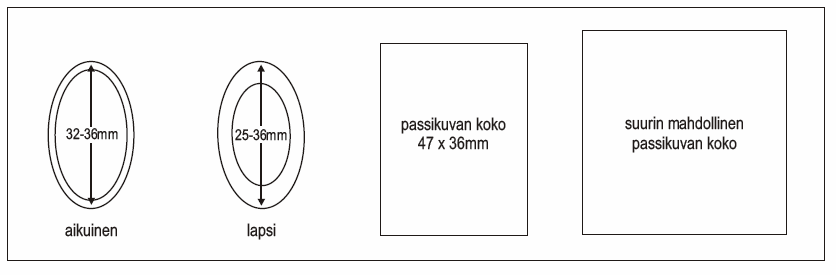 32-36mm
aikuinen
25-36mm
lapsi
passikuvan koko
47 x 36mm
suurin mahdollinen
passikuvan koko